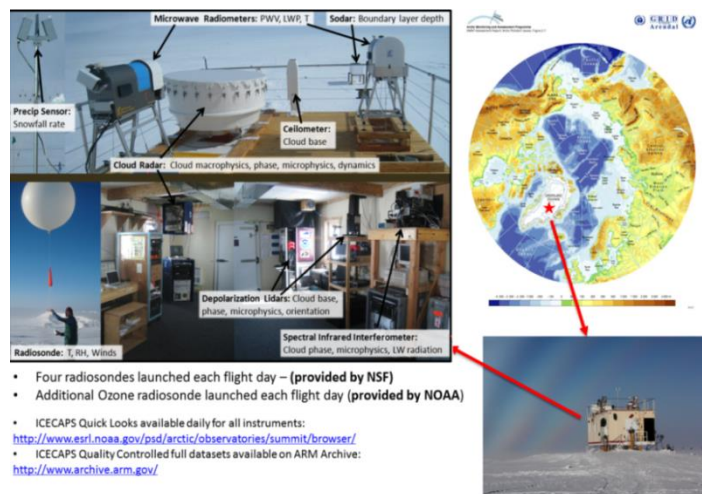 Microwave Radiometers: PWV, LWP, T
Sodar: Boundary layer depth
Precip Sensor:
Snowfall rate
Ceilometer:
Cloud base
Cloud Radar: Cloud macrophysics, phase, microphysics, dynamics
Depolarization Lidars: Cloud base,
phase, microphysics, orientation
Spectral Infrared Interferometer:
Cloud phase, microphysics, LW radiation
Radiosonde: T, RH, Winds
GRID
Arendal
• Four radiosondes launched each flight day – (provided by NSF)
• Additional Ozone radiosonde launched each flight day (provided by NOAA)
• ICECAPS Quick Looks available daily for all instruments:
http://www.esrl.noaa.gov/psd/arctic/observatories/summit/browser/
• ICECAPS Quality Controlled full datasets available on ARM Archive:
http://www.archive.arm.gov/